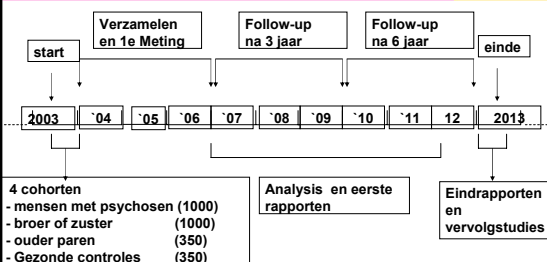 Verzamelen
en 1e Meting
Follow-up
na 3 jaar
Follow-up
na 6 jaar
start
einde
2003 `04 `05 `06 `07 `08 `09 `10 `11 12 2013
4 cohorten
- mensen met psychosen (1000)
- broer of zuster (1000)
- ouder paren (350)
- Gezonde controles (350)
Analysis en eerste
rapporten
Eindrapporten
en
vervolgstudies